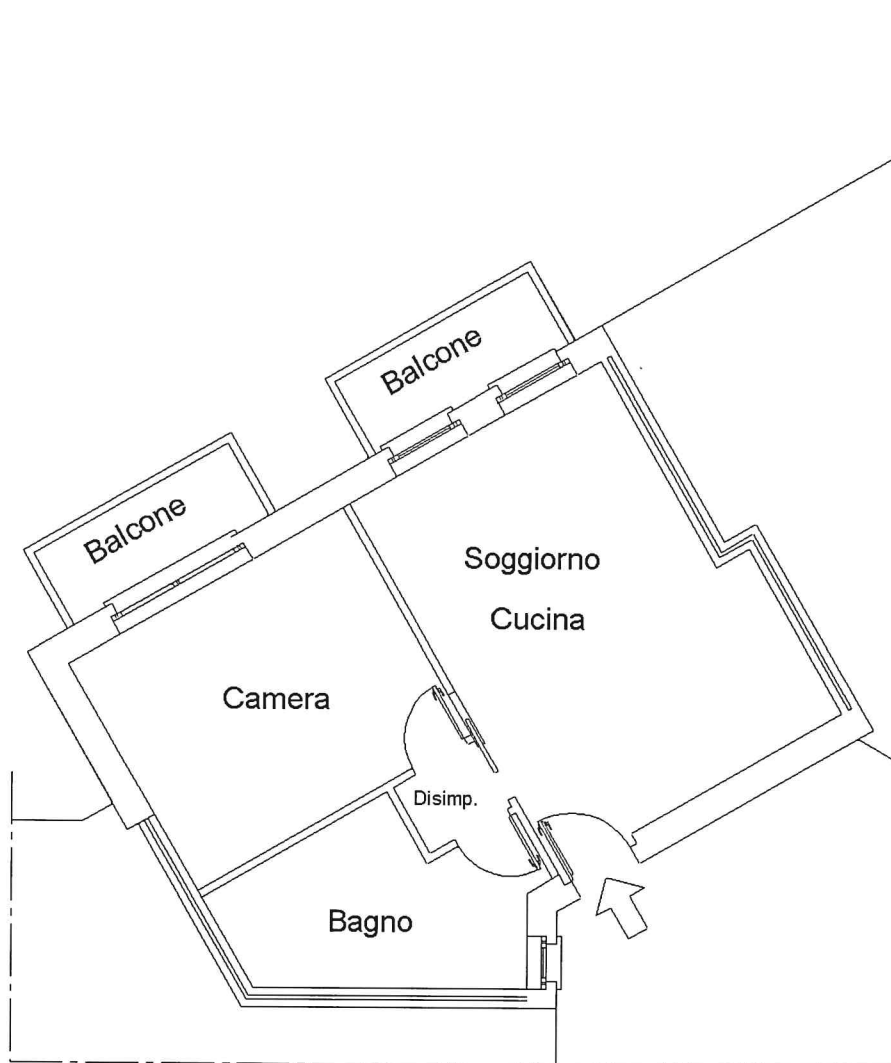 Balcone
Balcone
Soggiorno
Cucina
Camera
Disimp.
Bagno